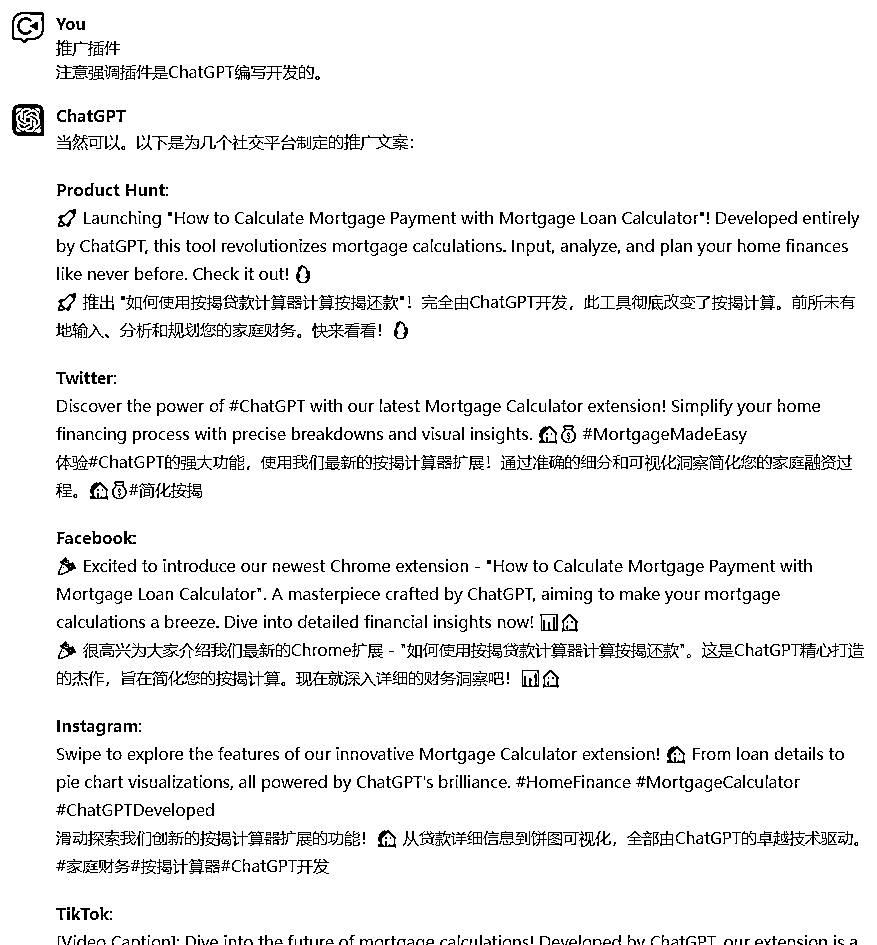 You
推广插件
注意强调插件是ChatGPT编写开发的。
ChatGPT
当然可以。以下是为几个社交平台制定的推广文案：
Product Hunt:
🚀 Launching "How to Calculate Mortgage Payment with Mortgage Loan Calculator"! Developed entirely
by ChatGPT, this tool revolutionizes mortgage calculations. Input, analyze, and plan your home finances
like never before. Check it out!
🚀 推出 "如何使用按揭贷款计算器计算按揭还款"！完全由ChatGPT开发，此工具彻底改变了按揭计算。前所未有
地输入、分析和规划您的家庭财务。快来看看！
Twitter:
Discover the power of #ChatGPT with our latest Mortgage Calculator extension! Simplify your home
financing process with precise breakdowns and visual insights. 🏠💰 #MortgageMadeEasy
体验#ChatGPT的强大功能，使用我们最新的按揭计算器扩展！通过准确的细分和可视化洞察简化您的家庭融资过
程。🏠💰#简化按揭
Facebook:
🎉 Excited to introduce our newest Chrome extension - "How to Calculate Mortgage Payment with
Mortgage Loan Calculator". A masterpiece crafted by ChatGPT, aiming to make your mortgage
calculations a breeze. Dive into detailed financial insights now! 📊🏠
🎉 很高兴为大家介绍我们最新的Chrome扩展 - "如何使用按揭贷款计算器计算按揭还款"。这是ChatGPT精心打造
的杰作，旨在简化您的按揭计算。现在就深入详细的财务洞察吧！ 📊🏠
Instagram:
Swipe to explore the features of our innovative Mortgage Calculator extension! 🏠 From loan details to
pie chart visualizations, all powered by ChatGPT's brilliance. #HomeFinance #MortgageCalculator
#ChatGPTDeveloped
滑动探索我们创新的按揭计算器扩展的功能！ 🏠 从贷款详细信息到饼图可视化，全部由ChatGPT的卓越技术驱动。
#家庭财务#按揭计算器#ChatGPT开发
TikTok:
[Video Caption]: Dive into the future of mortgage calculations! Developed by ChatGPT, our extension is a